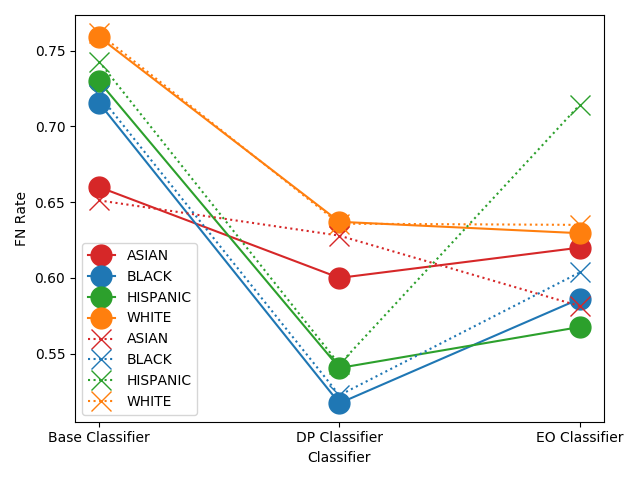 0.75
0.70
0.65
0.60
0.55
FN Rate
ASIAN
BLACK
HISPANIC
WHITE
ASIAN
BLACK
HISPANIC
WHITE
Base Classifier
DP Classifier
EO Classifier
Classifier